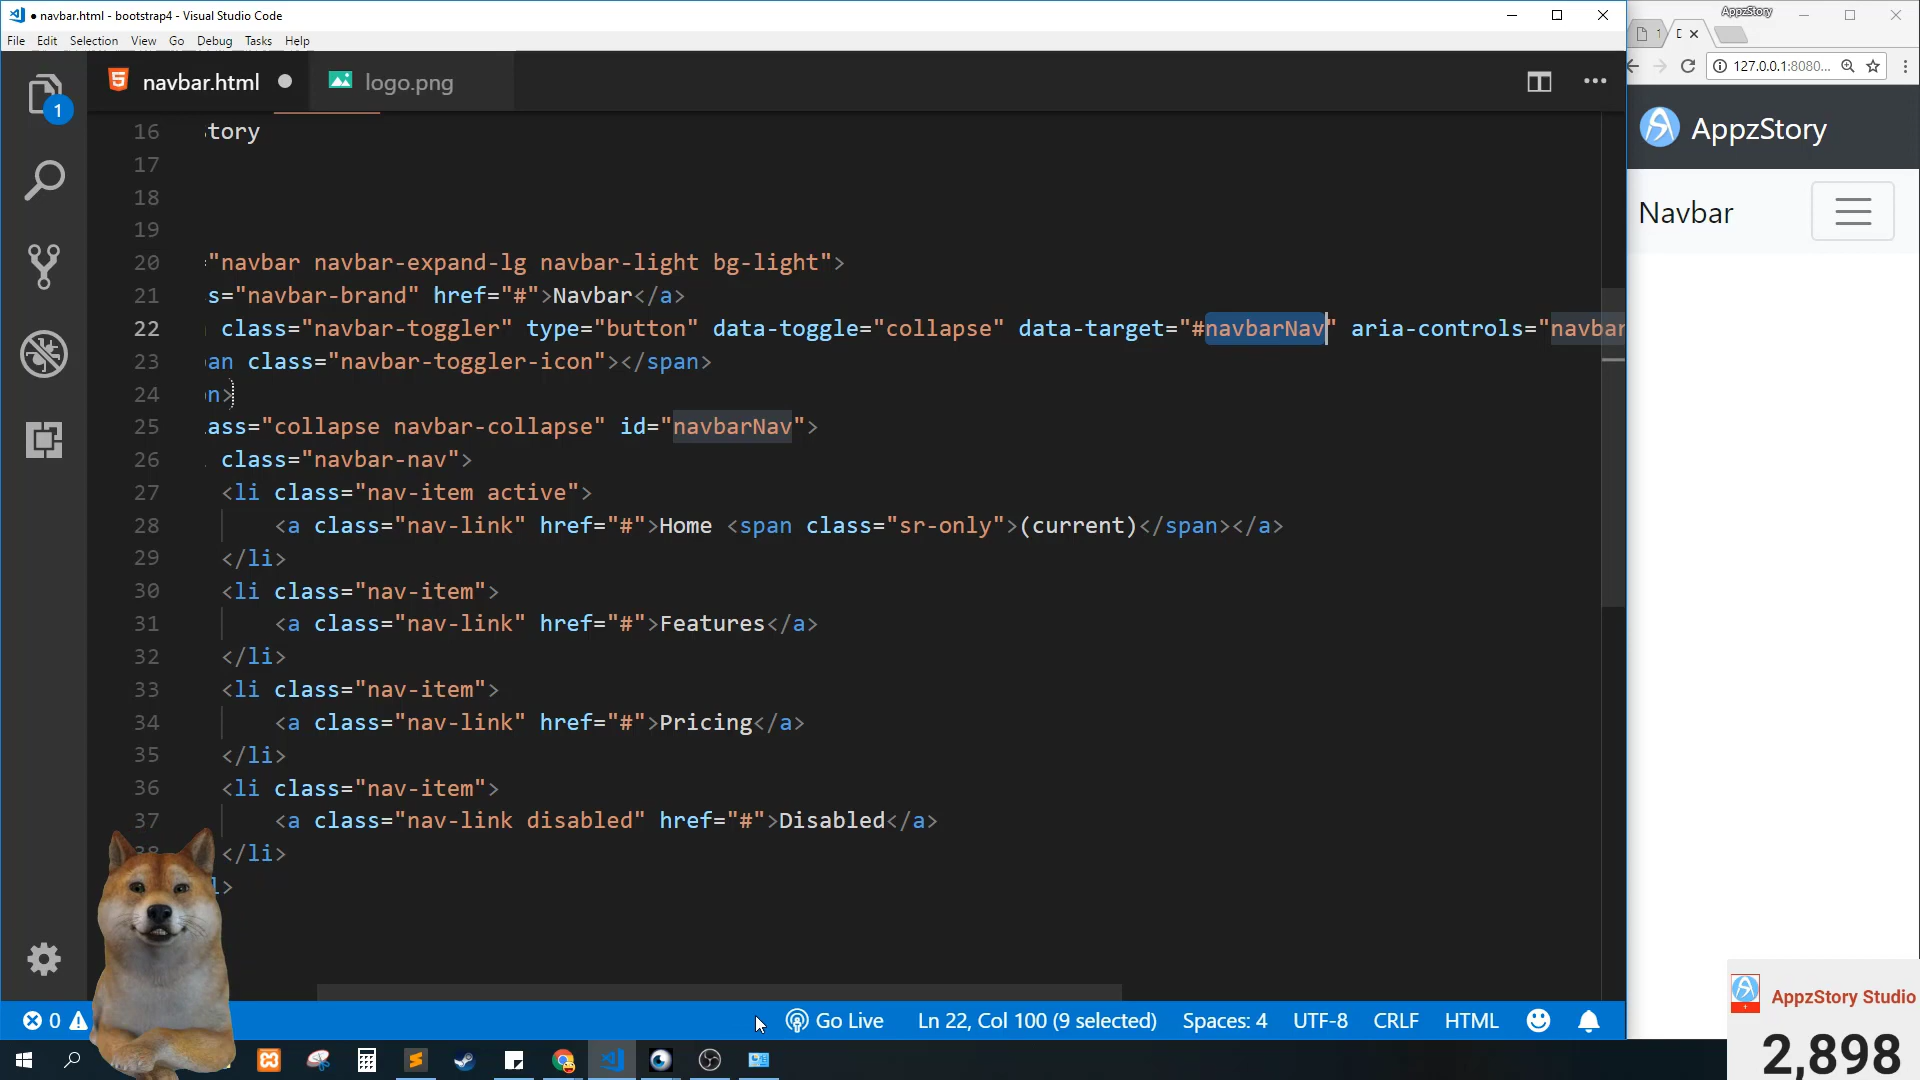 ● navbar.html - bootstrap4 - Visual Studio Code
File Edit Selection View Go Debug Tasks Help
navbar.html ● logo.png
AppzStory
127.0.0.1:8080...
AppzStory
Navbar
1
16 story
17
18
19
20 "navbar navbar-expand-lg navbar-light bg-light">
21 s="navbar-brand" href="#">Navbar</a>
22 class="navbar-toggler" type="button" data-toggle="collapse" data-target="#navbarNav" aria-controls="navbar
23 an class="navbar-toggler-icon"></span>
24 n>
25 ass="collapse navbar-collapse" id="navbarNav">
26 class="navbar-nav">
27 <li class="nav-item active">
28 <a class="nav-link" href="#">Home <span class="sr-only">(current)</span></a>
29 </li>
30 <li class="nav-item">
31 <a class="nav-link" href="#">Features</a>
32 </li>
33 <li class="nav-item">
34 <a class="nav-link" href="#">Pricing</a>
35 </li>
36 <li class="nav-item">
37 <a class="nav-link disabled" href="#">Disabled</a>
38 </li>
l>
0
Go Live Ln 22, Col 100 (9 selected) Spaces: 4 UTF-8 CRLF HTML
AppzStory Studio
2,898